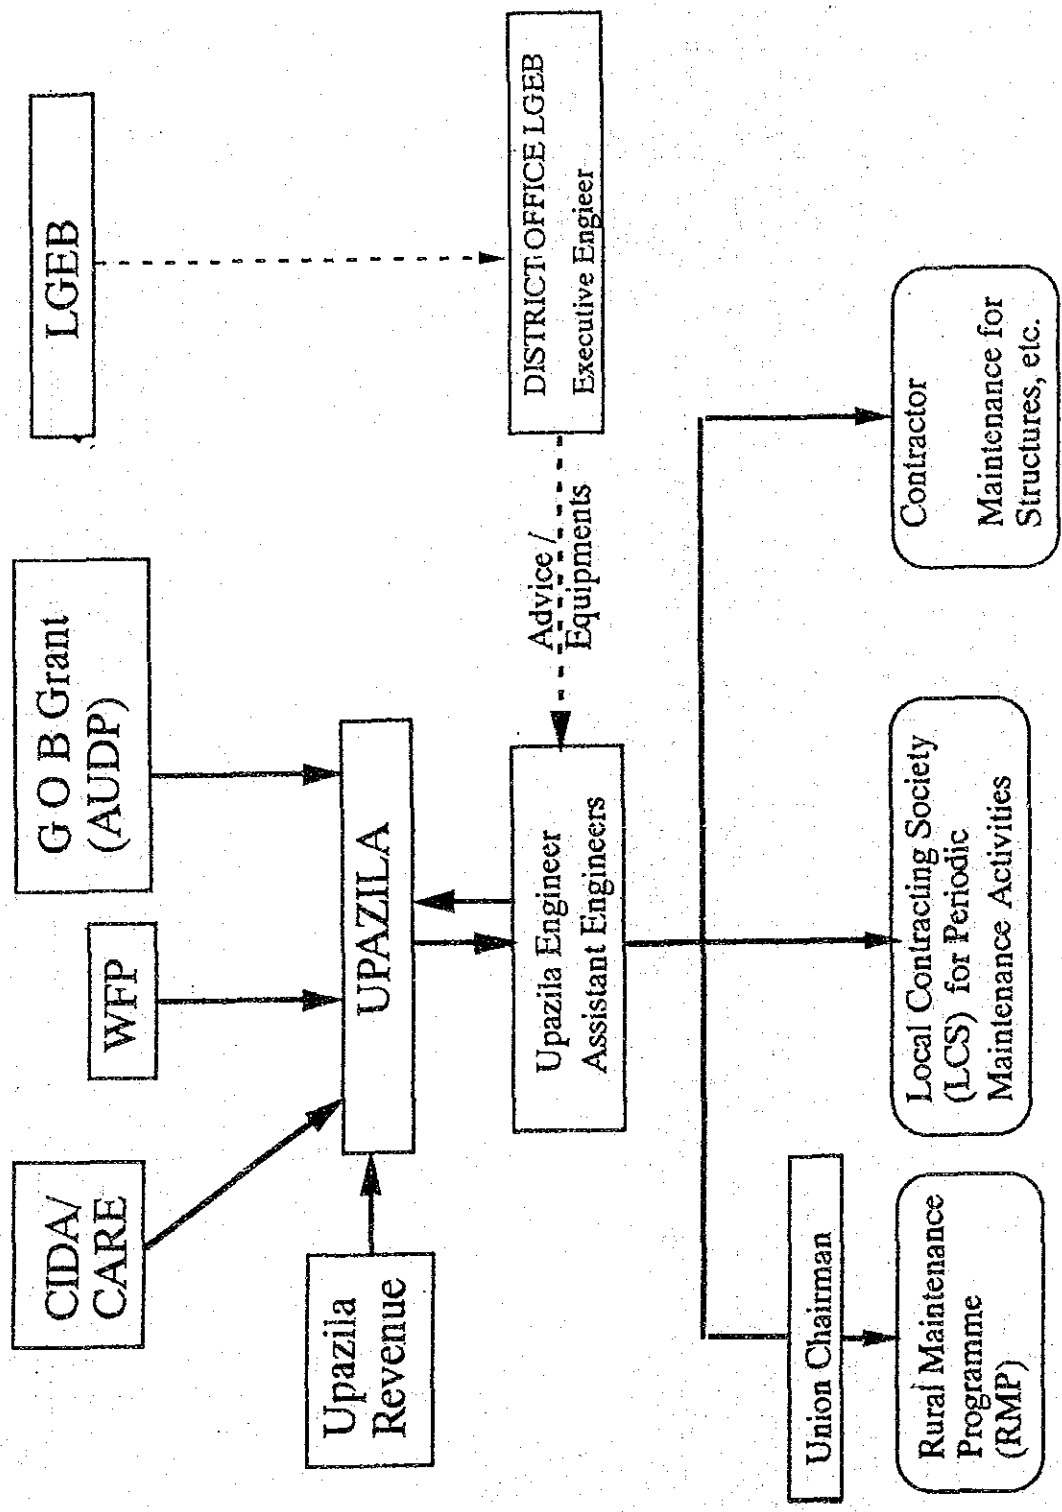 CIDA/
CARE
WFP
G O B Grant
(AUDP)
LGEB
Upazila
Revenue
UPAZILA
Upazila Engineer
Assistant Engineers
Advice /
Equipments
DISTRICT OFFICE LGEB
Executive Engieer
Union Chairman
Rural Maintenance
Programme
(RMP)
Local Contracting Society
(LCS) for Periodic
Maintenance Activities
Contractor
Maintenance for
Structures, etc.